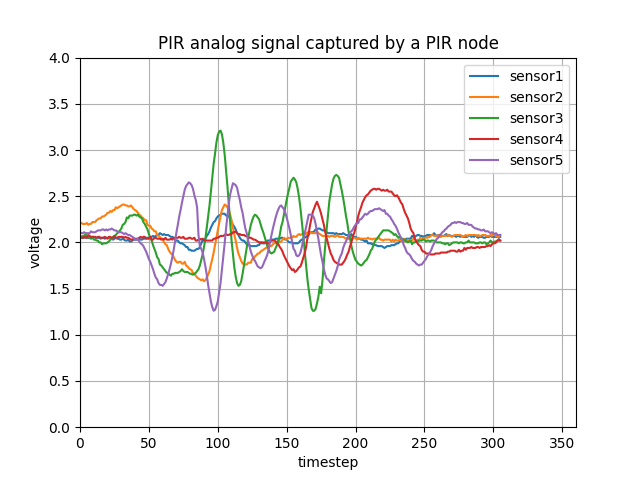 PIR analog signal captured by a PIR node
voltage
4.0
3.5
3.0
2.5
2.0
1.5
1.0
0.5
0.0
sensor1
sensor2
sensor3
sensor4
sensor5
0 50 100 150 200 250 300 350
timestep